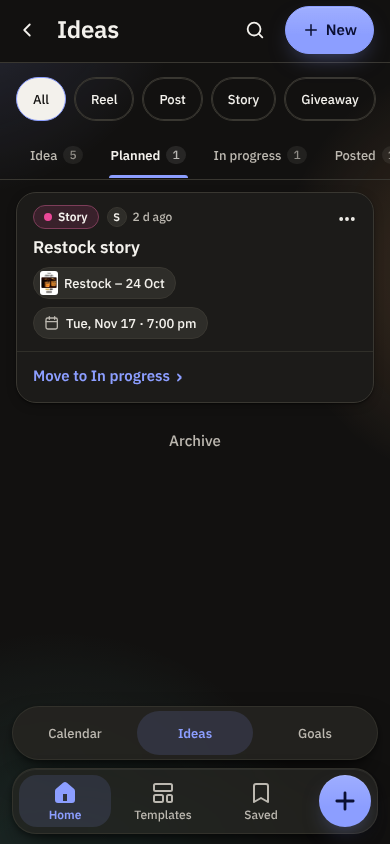 Ideas
New
All
Reel
Post
Story
Giveaway
Idea 5
Planned 1
In progress 1
Posted
Story S 2 d ago
Restock story
Restock – 24 Oct
Tue, Nov 17 · 7:00 pm
Move to In progress
Archive
Calendar
Ideas
Goals
Home
Templates
Saved